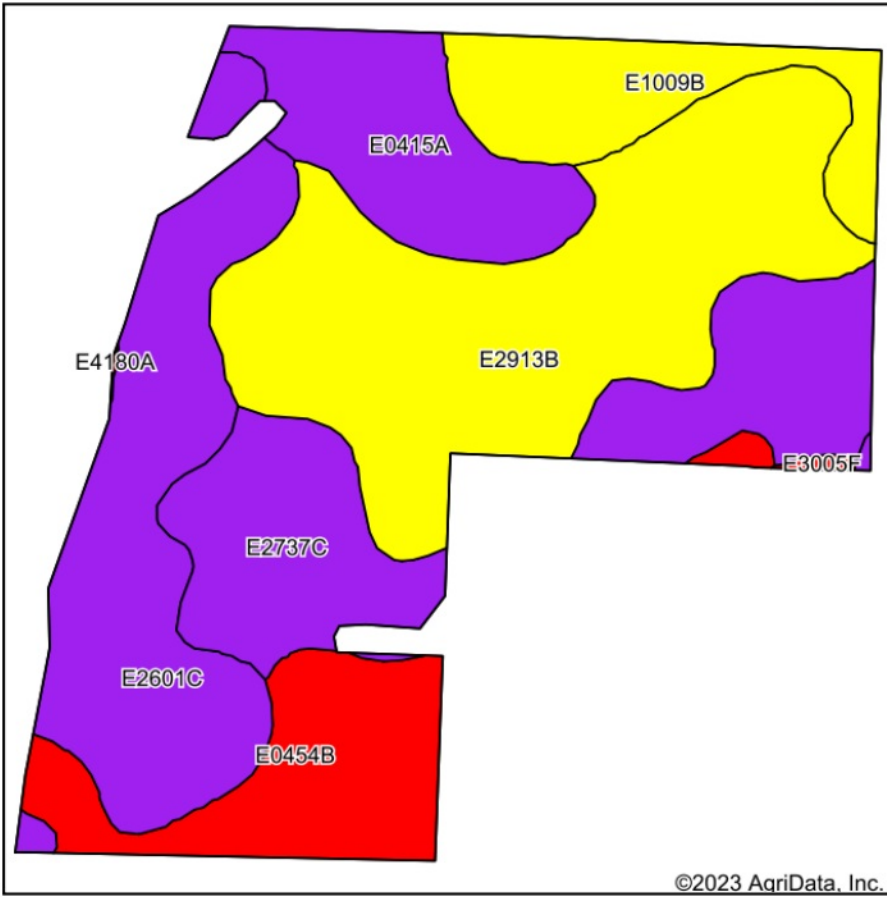 E1009B
E0415A
E2913B
E4180A
E3005F
E2737C
E2601C
E0454B
©2023 AgriData, Inc.